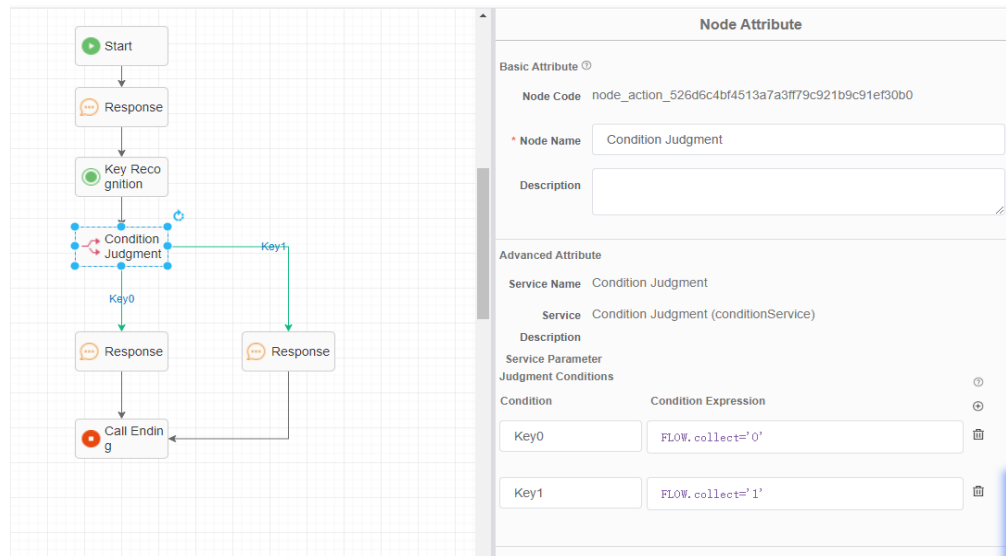 Start
Response
Key Reco
gnition
Condition
Judgment
Key1
Key0
Response
Response
Call Endin
g
Node Attribute
Basic Attribute
Node Code node_action_526d6c4bf4513a7a3ff79c921b9c91ef30b0
* Node Name Condition Judgment
Description
Advanced Attribute
Service Name Condition Judgment
Service Condition Judgment (conditionService)
Description
Service Parameter
Judgment Conditions
Condition Condition Expression
Key0 FLOW.collect='0'
Key1 FLOW.collect='1'